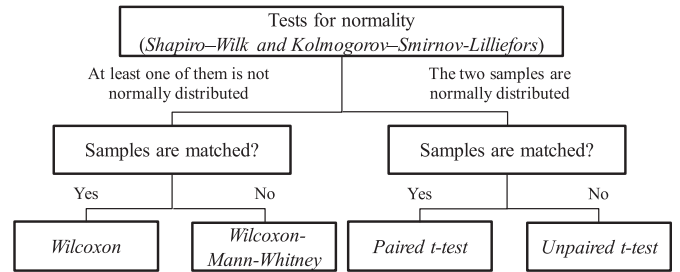 Tests for normality
(Shapiro–Wilk and Kolmogorov–Smirnov-Lilliefors)
At least one of them is not
normally distributed
The two samples are
normally distributed
Samples are matched?
Samples are matched?
Yes
No
Yes
No
Wilcoxon
Wilcoxon-
Mann-Whitney
Paired t-test
Unpaired t-test